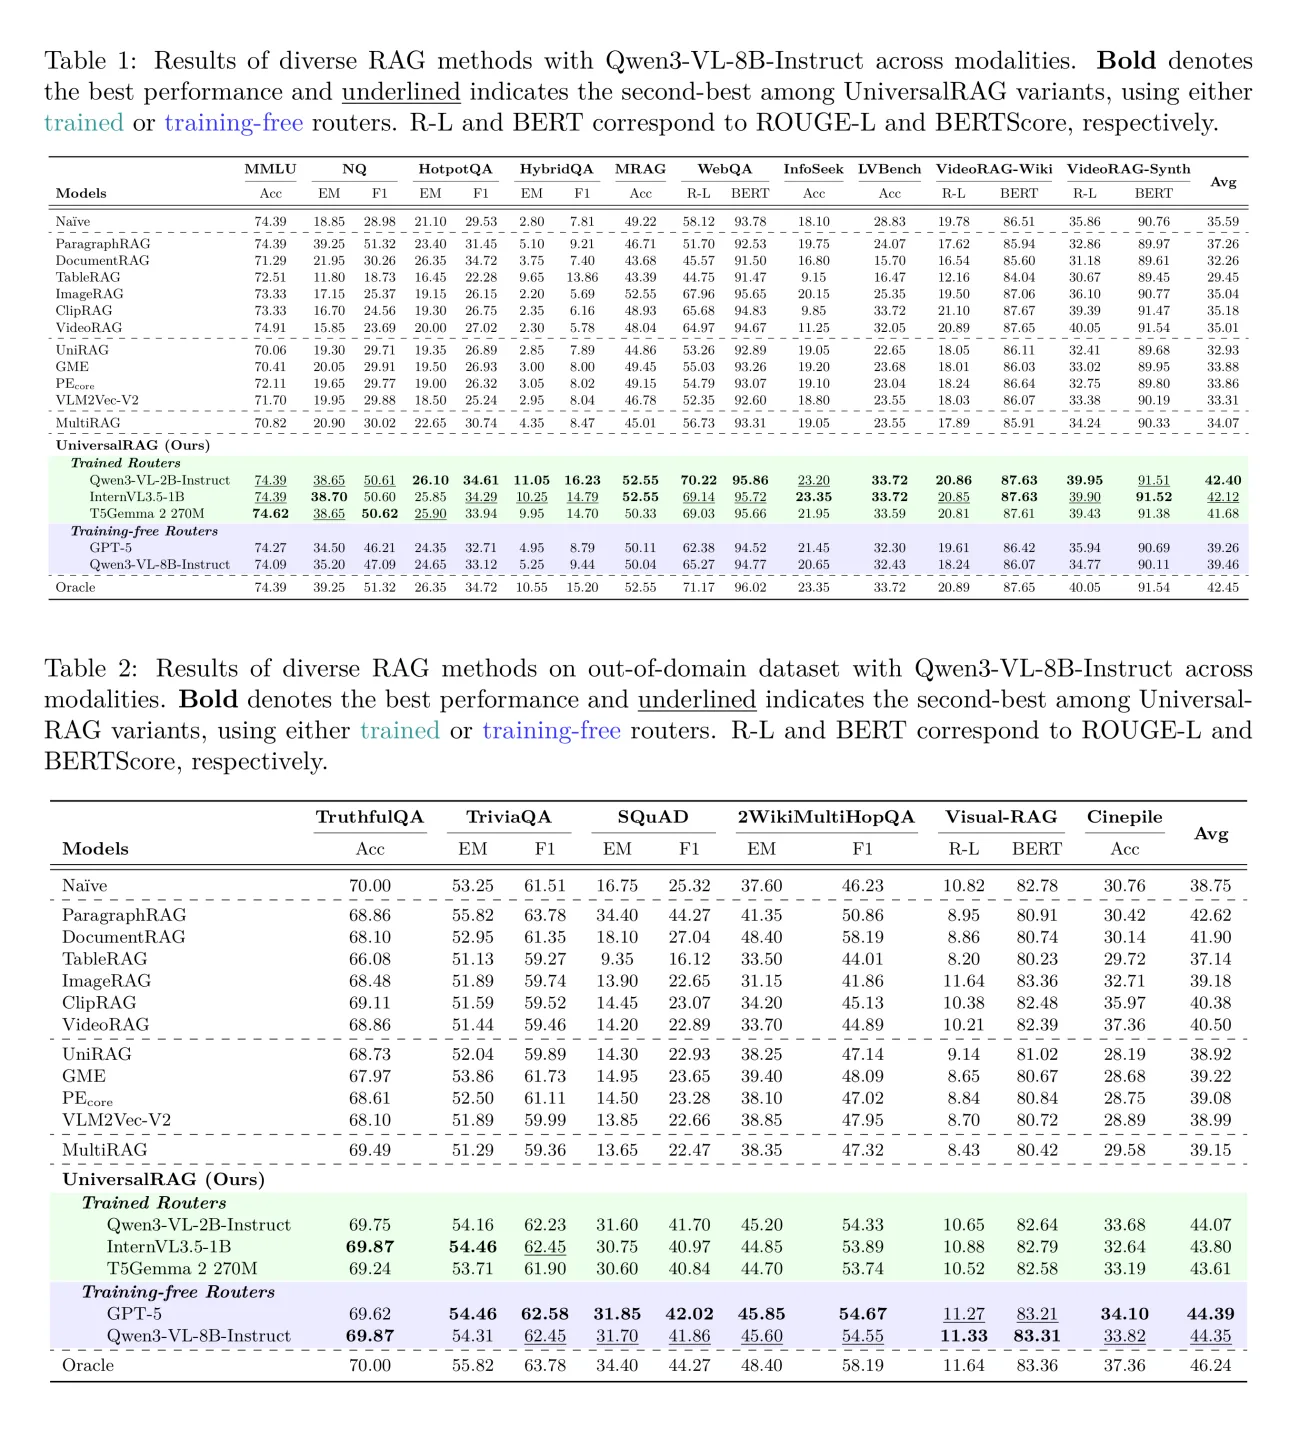 Table 1: Results of diverse RAG methods with Qwen3-VL-8B-Instruct across modalities. Bold denotes
the best performance and underlined indicates the second-best among UniversalRAG variants, using either
trained or training-free routers. R-L and BERT correspond to ROUGE-L and BERTScore, respectively.
MMLU NQ HotpotQA HybridQA MRAG WebQA InfoSeek LVBench VideoRAG-Wiki VideoRAG-Synth Avg
Models Acc EM F1 EM F1 EM F1 Acc R-L BERT Acc Acc R-L BERT R-L BERT
Naïve 74.39 18.85 28.98 21.10 29.53 2.80 7.81 49.22 58.12 93.78 18.10 28.83 19.78 86.51 35.86 90.76 35.59
ParagraphRAG 74.39 39.25 51.32 23.40 31.45 5.10 9.21 46.71 51.70 92.53 19.75 24.07 17.62 85.94 32.86 89.97 37.26
DocumentRAG 71.29 21.95 30.26 26.35 34.72 3.75 7.40 43.68 45.57 91.50 16.80 15.70 16.54 85.60 31.18 89.61 32.26
TableRAG 72.51 11.80 18.73 16.45 22.28 9.65 13.86 43.39 44.75 91.47 9.15 16.47 12.16 84.04 30.67 89.45 29.45
ImageRAG 73.33 17.15 25.37 19.15 26.15 2.20 5.69 52.55 67.96 95.65 20.15 25.35 19.50 87.06 36.10 90.77 35.04
ClipRAG 73.33 16.70 24.56 19.30 26.75 2.35 6.16 48.93 65.68 94.83 9.85 33.72 21.10 87.67 39.39 91.47 35.18
VideoRAG 74.91 15.85 23.69 20.00 27.02 2.30 5.78 48.04 64.94 94.67 11.25 32.05 20.89 87.65 40.05 91.54 35.01
UniRAG 70.06 19.30 29.71 19.35 26.89 2.85 7.89 44.86 53.26 92.89 19.05 22.65 18.05 86.11 32.41 89.68 32.93
GME 70.41 20.05 29.91 19.50 26.93 3.00 8.00 49.45 55.03 93.26 19.20 23.68 18.01 86.03 33.02 89.95 33.88
PEcore 72.11 19.65 29.77 19.00 26.32 3.05 8.02 49.15 54.79 93.07 19.10 23.04 18.24 86.64 32.75 89.80 33.86
VLM2Vec-V2 71.70 19.95 29.88 18.50 25.24 2.95 8.04 46.78 52.35 92.60 18.80 23.55 18.03 86.07 33.38 90.19 33.31
MultiRAG 70.82 20.90 30.02 22.65 30.74 4.35 8.47 45.01 56.73 93.31 19.05 23.55 17.89 85.91 34.24 90.33 34.07
UniversalRAG (Ours)
Trained Routers
Qwen3-VL-2B-Instruct 74.39 38.65 50.61 26.10 34.61 11.05 16.23 52.55 70.22 95.86 23.20 33.72 20.86 87.63 39.95 91.51 42.40
InternVL3.5-1B 74.39 38.70 50.60 25.85 34.29 10.25 14.79 52.55 69.14 95.72 23.35 33.72 20.85 87.63 39.90 91.52 42.12
T5Gemma 2 270M 74.62 38.65 50.62 25.90 33.94 9.95 14.70 50.33 69.03 95.66 21.95 33.59 20.81 87.61 39.43 91.38 41.68
Training-free Routers
GPT-5 74.27 34.50 46.21 24.35 32.71 4.95 8.79 50.11 62.38 94.52 21.45 32.30 19.61 86.42 35.94 90.69 39.26
Qwen3-VL-8B-Instruct 74.09 35.20 47.09 24.65 33.12 5.25 9.44 50.04 65.27 94.77 20.65 32.43 18.24 86.07 34.77 90.11 39.46
Oracle 74.39 39.25 51.32 26.35 34.72 10.55 15.20 52.55 71.17 96.02 23.35 33.72 20.89 87.65 40.05 91.54 42.45
Table 2: Results of diverse RAG methods on out-of-domain dataset with Qwen3-VL-8B-Instruct across
modalities. Bold denotes the best performance and underlined indicates the second-best among Universal-
RAG variants, using either trained or training-free routers. R-L and BERT correspond to ROUGE-L and
BERTScore, respectively.
TruthfulQA TriviaQA SQuAD 2WikiMultiHopQA Visual-RAG Cinepile Avg
Models Acc EM F1 EM F1 EM F1 R-L BERT Acc
Naïve 70.00 53.25 61.51 16.75 25.32 37.60 46.23 10.82 82.78 30.76 38.75
ParagraphRAG 68.86 55.82 63.78 34.40 44.27 41.35 50.86 8.95 80.91 30.42 42.62
DocumentRAG 68.10 52.95 61.35 18.10 27.04 48.40 58.19 8.86 80.74 30.14 41.90
TableRAG 66.08 51.13 59.27 9.35 16.12 33.50 44.01 8.20 80.23 29.72 37.14
ImageRAG 68.48 51.89 59.74 13.90 22.65 31.15 41.86 11.64 83.36 32.71 39.18
ClipRAG 69.11 51.59 59.52 14.45 23.07 34.20 45.13 10.38 82.48 35.97 40.38
VideoRAG 68.86 51.44 59.46 14.20 22.89 33.70 44.89 10.21 82.39 37.36 40.50
UniRAG 68.73 52.04 59.89 14.30 22.93 38.25 47.14 9.14 81.02 28.19 38.92
GME 67.97 53.86 61.73 14.95 23.65 39.40 48.09 8.65 80.67 28.68 39.22
PEcore 68.61 52.50 61.11 14.50 23.28 38.10 47.02 8.84 80.84 28.75 39.08
VLM2Vec-V2 68.10 51.89 59.99 13.85 22.66 38.85 47.95 8.70 80.72 28.89 38.99
MultiRAG 69.49 51.29 59.36 13.65 22.47 38.35 47.32 8.43 80.42 29.58 39.15
UniversalRAG (Ours)
Trained Routers
Qwen3-VL-2B-Instruct 69.75 54.16 62.23 31.60 41.70 45.20 54.33 10.65 82.64 33.68 44.07
InternVL3.5-1B 69.87 54.46 62.45 30.75 40.97 44.85 53.89 10.88 82.79 32.64 43.80
T5Gemma 2 270M 69.24 53.71 61.90 30.60 40.84 44.70 53.74 10.52 82.58 33.19 43.61
Training-free Routers
GPT-5 69.62 54.46 62.58 31.85 42.02 45.85 54.67 11.27 83.21 34.10 44.39
Qwen3-VL-8B-Instruct 69.87 54.31 62.45 31.70 41.86 45.60 54.55 11.33 83.31 33.82 44.35
Oracle 70.00 55.82 63.78 34.40 44.27 48.40 58.19 11.64 83.36 37.36 46.24